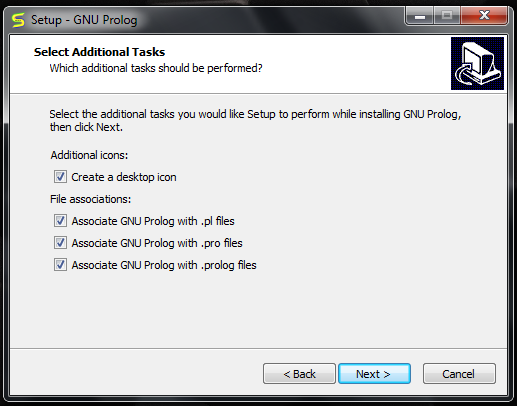 Setup - GNU Prolog
Select Additional Tasks
Which additional tasks should be performed?
Select the additional tasks you would like Setup to perform while installing GNU Prolog,
then click Next.
Additional icons:
Create a desktop icon
File associations:
Associate GNU Prolog with .pl files
Associate GNU Prolog with .pro files
Associate GNU Prolog with .prolog files
< Back
Next >
Cancel